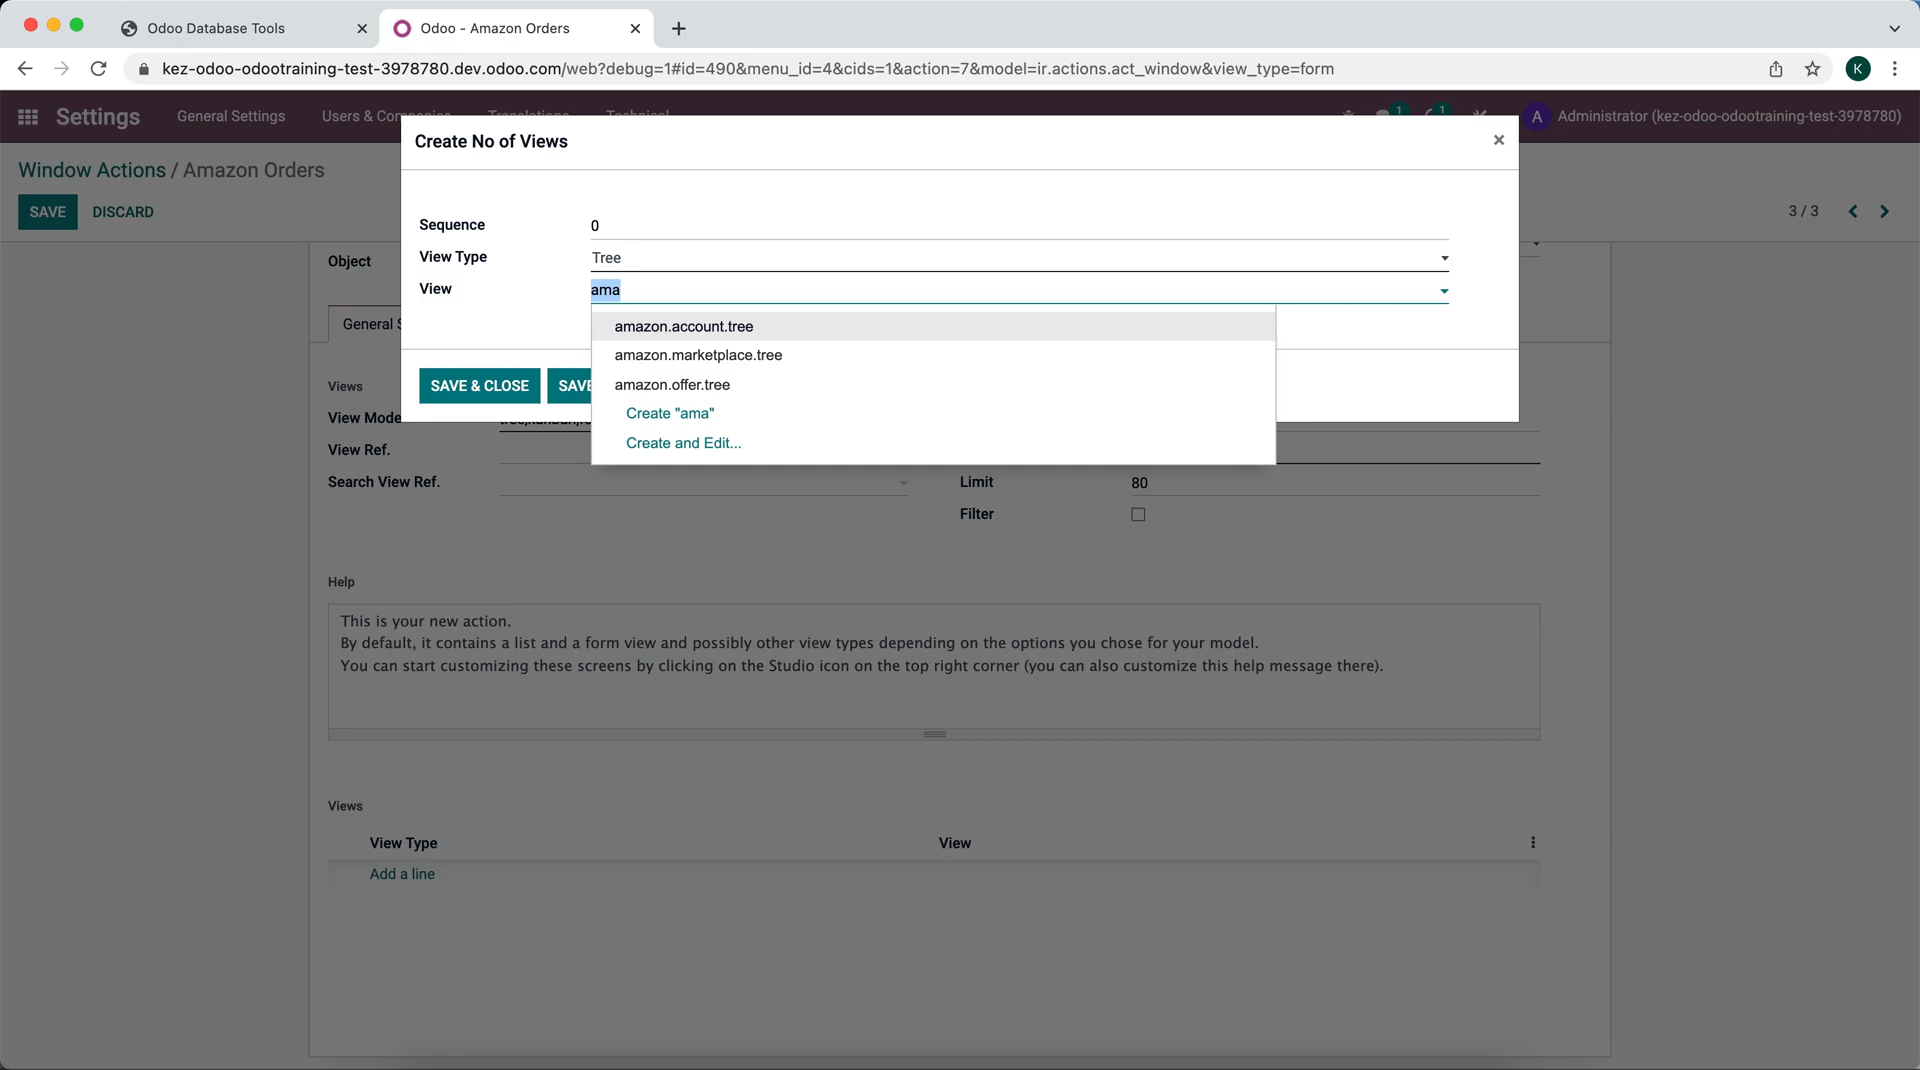 Odoo Database Tools
Odoo - Amazon Orders
kez-odoo-odootraining-test-3978780.dev.odoo.com/web?debug=1#id=490&menu_id=4&cids=1&action=7&model=ir.actions.act_window&view_type=form
K
Settings
General Settings
Users & Companies
Translations
Technical
1
1
A
Administrator (kez-odoo-odootraining-test-3978780)
Create No of Views
Window Actions / Amazon Orders
SAVE
DISCARD
3 / 3
Sequence
0
View Type
Tree
View
ama
Object
General S
amazon.account.tree
amazon.marketplace.tree
amazon.offer.tree
Create "ama"
Create and Edit...
SAVE & CLOSE
SAVE
Views
View Mode
View Ref.
Search View Ref.
Limit
80
Filter
Help
This is your new action.
By default, it contains a list and a form view and possibly other view types depending on the options you chose for your model.
You can start customizing these screens by clicking on the Studio icon on the top right corner (you can also customize this help message there).
Views
View Type
View
Add a line